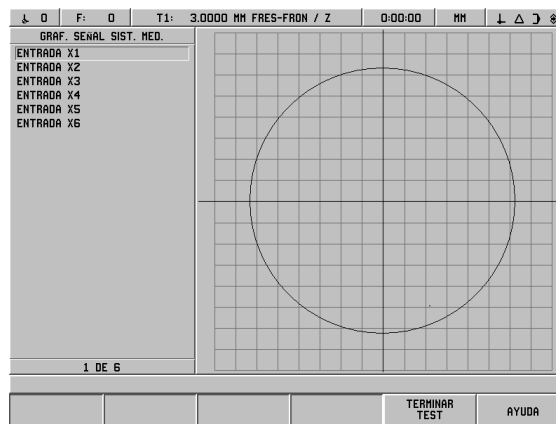 0 F: 0 T1: 3.0000 MM FRES-FRON / Z 0:00:00 MM
GRAF. SEÑAL SIST. MED.
ENTRADA X1
ENTRADA X2
ENTRADA X3
ENTRADA X4
ENTRADA X5
ENTRADA X6
1 DE 6
TERMINAR TEST
AYUDA